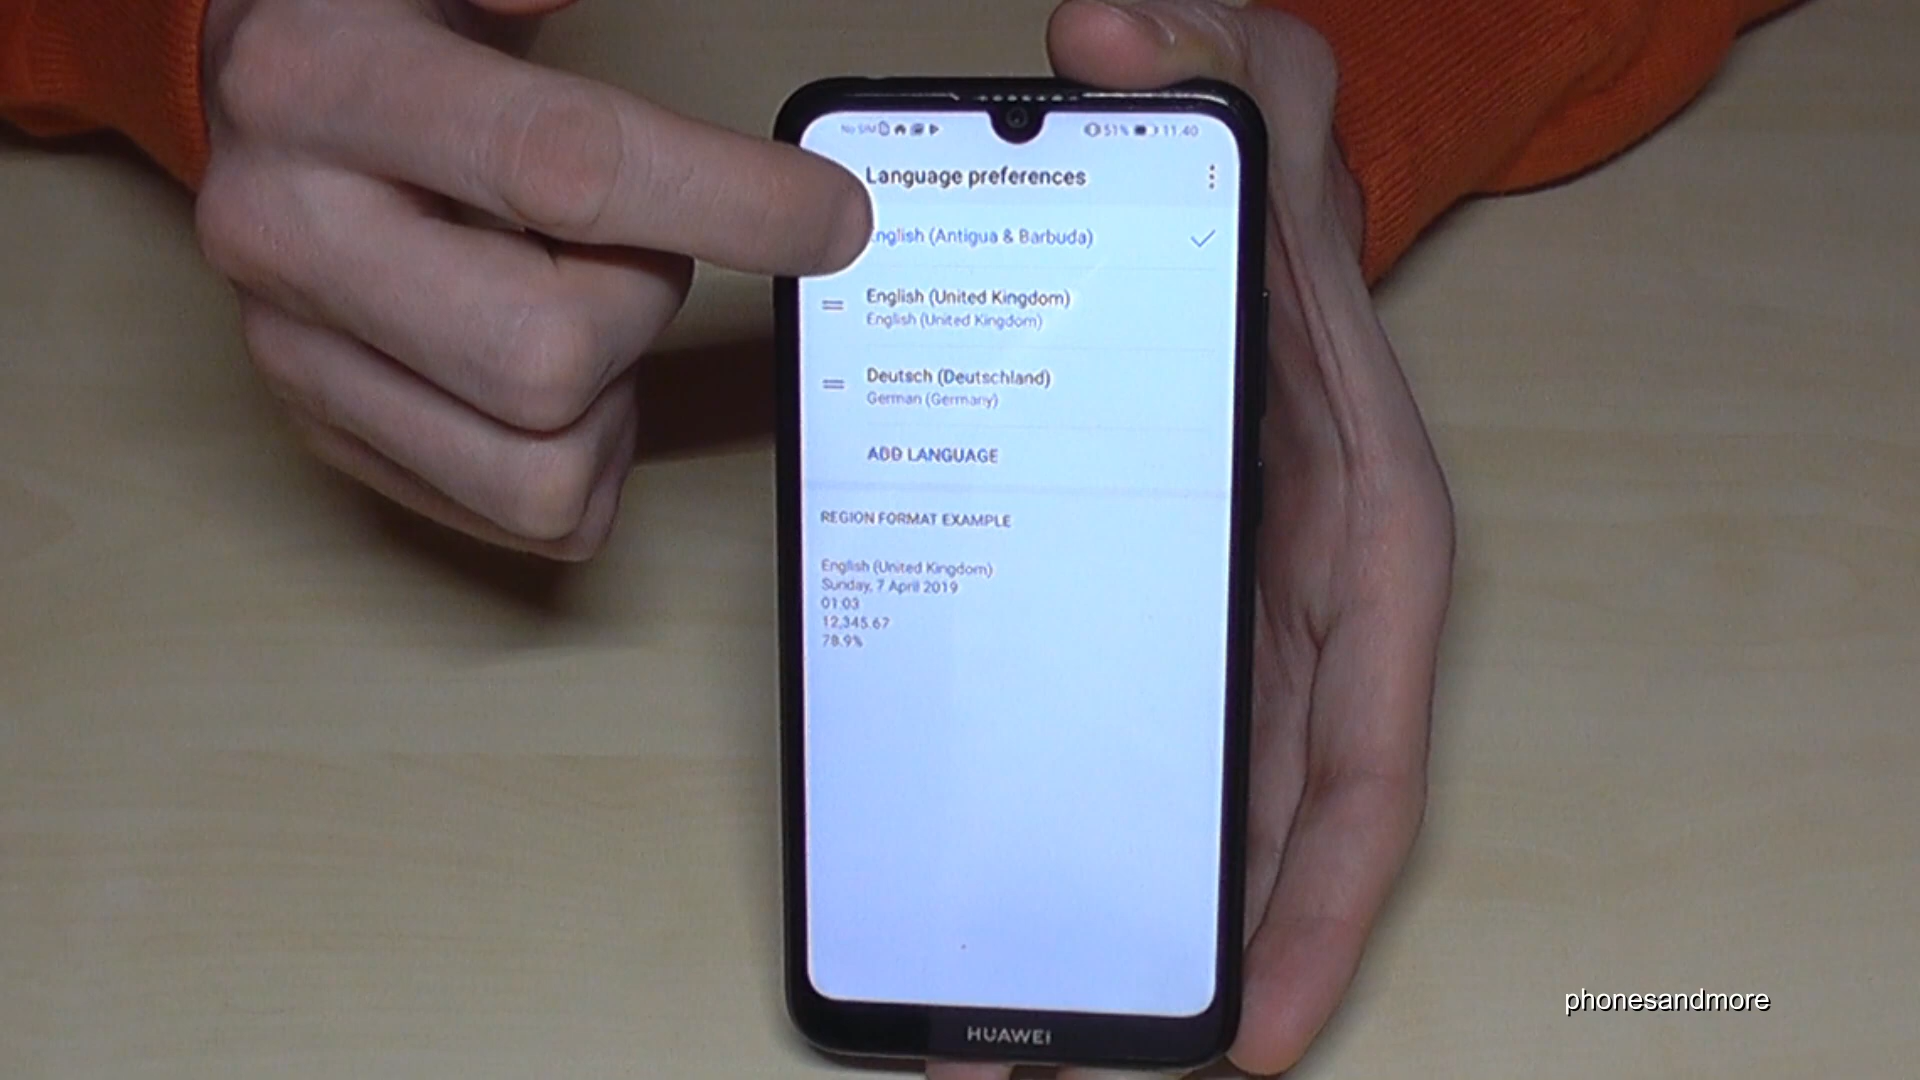 No SIM 51% 11:40
Language preferences
nglish (Antigua & Barbuda)
English (United Kingdom)
English (United Kingdom)
Deutsch (Deutschland)
German (Germany)
ADD LANGUAGE
REGION FORMAT EXAMPLE
English (United Kingdom)
Sunday, 7 April 2019
01:03
12,345.67
78.9%
HUAWEI
phonesandmore